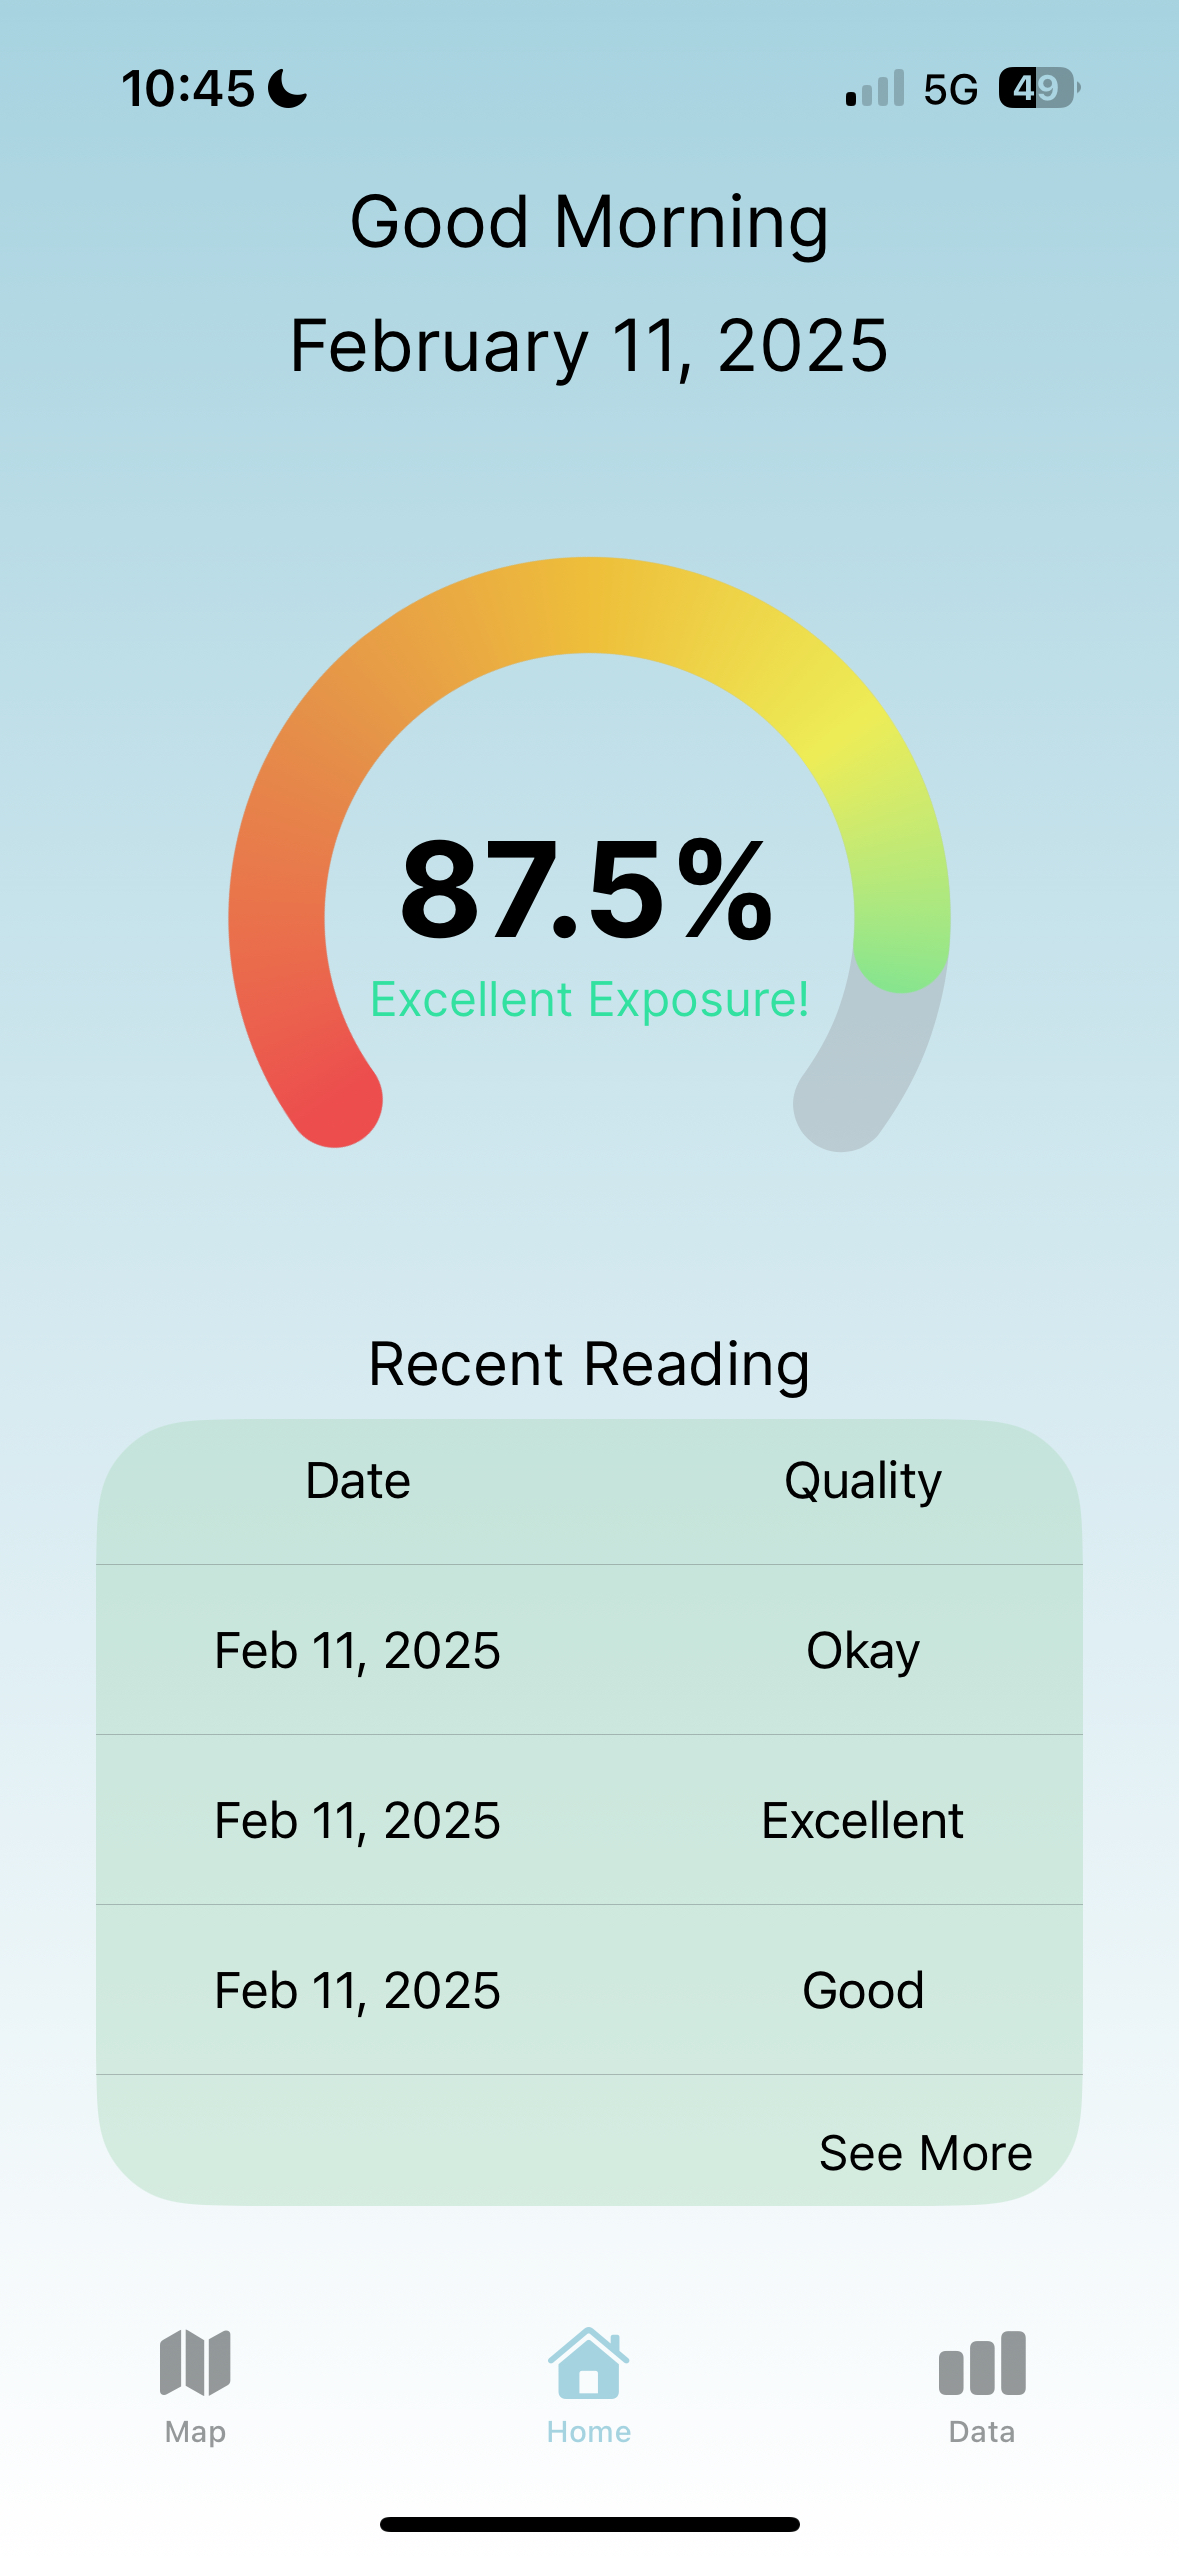 10:45 5G 49
Good Morning
February 11, 2025
87.5%
Excellent Exposure!
Recent Reading
Date Quality
Feb 11, 2025 Okay
Feb 11, 2025 Excellent
Feb 11, 2025 Good
See More
Map Home Data